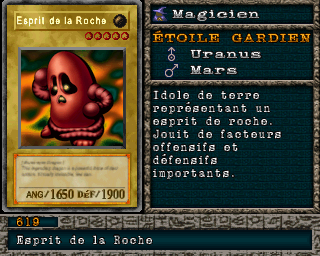 Esprit de la Roche
ANG/1650 DÉF/1900
Magicien
ÉTOILE GARDIEN
Uranus
Mars
Idole de terre
représentant un
esprit de roche.
Jouit de facteurs
offensifs et
défensifs
importants.
619
Esprit de la Roche